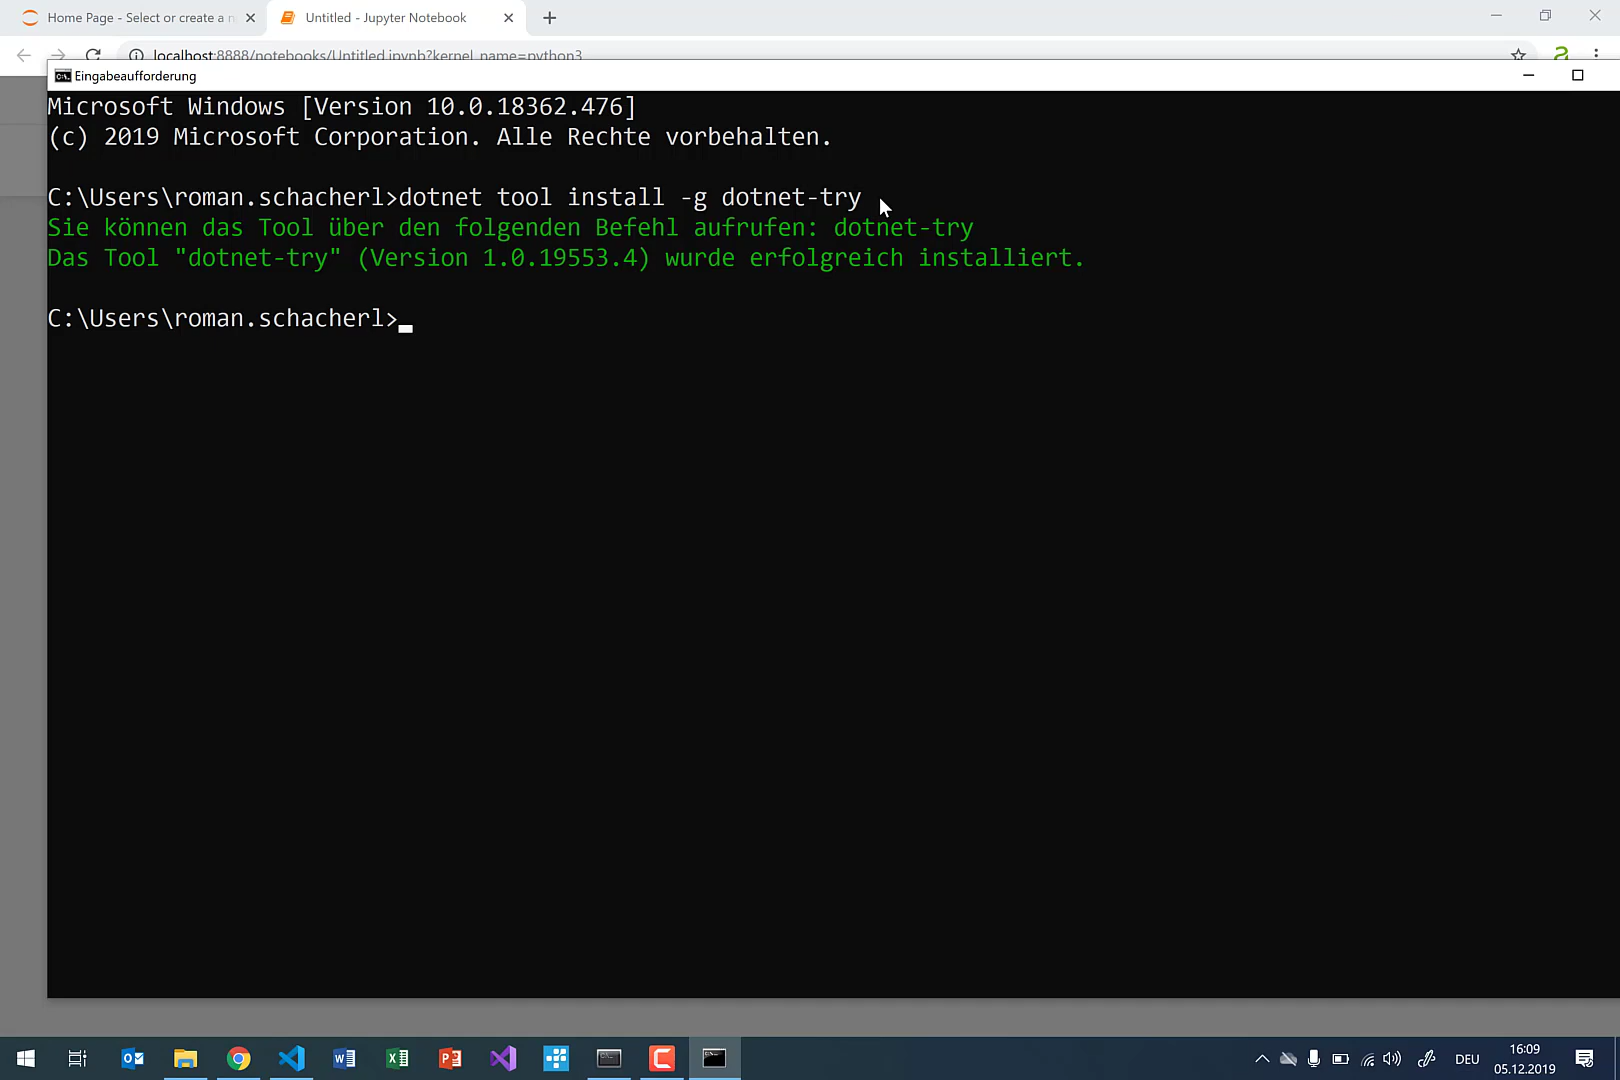 Home Page - Select or create a n
Untitled - Jupyter Notebook
localhost:8888/notebooks/Untitled.ipynb?kernel_name=python3
Eingabeaufforderung
Microsoft Windows [Version 10.0.18362.476]
(c) 2019 Microsoft Corporation. Alle Rechte vorbehalten.
C:\Users\roman.schacherl>dotnet tool install -g dotnet-try
Sie können das Tool über den folgenden Befehl aufrufen: dotnet-try
Das Tool "dotnet-try" (Version 1.0.19553.4) wurde erfolgreich installiert.
C:\Users\roman.schacherl>
DEU
16:09
05.12.2019